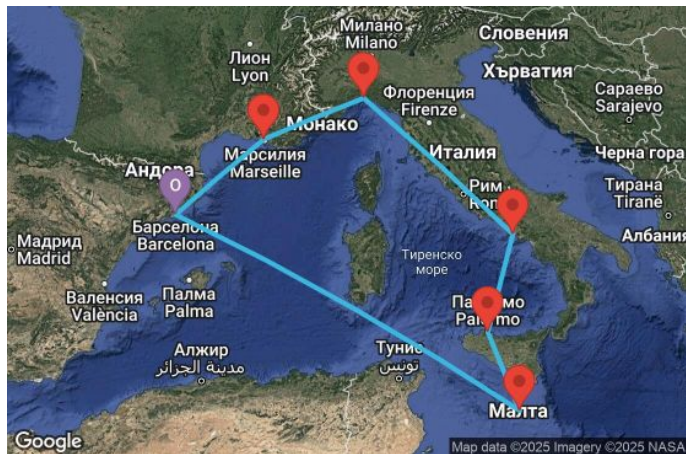 Милано
Milano
Словения
Лион
Lyon
Хърватия
Флоренция
Firenze
Сараево
Sarajevo
Монако
Марсилия
Marseille
Италия
Черна гора
Андора
Рим
Тирана
Tiranë
O
Барселона
Barcelona
Албания
Мадрид
Madrid
Тиренско
море
Палма
Palma
Валенсия
València
Алжир
مدينة الجزائر
Тунис
تونس
Малта
Google
Map data ©2025 Imagery ©2025 NASA